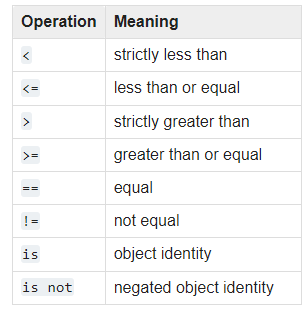 Operation Meaning
< strictly less than
<= less than or equal
> strictly greater than
>= greater than or equal
== equal
!= not equal
is object identity
is not negated object identity